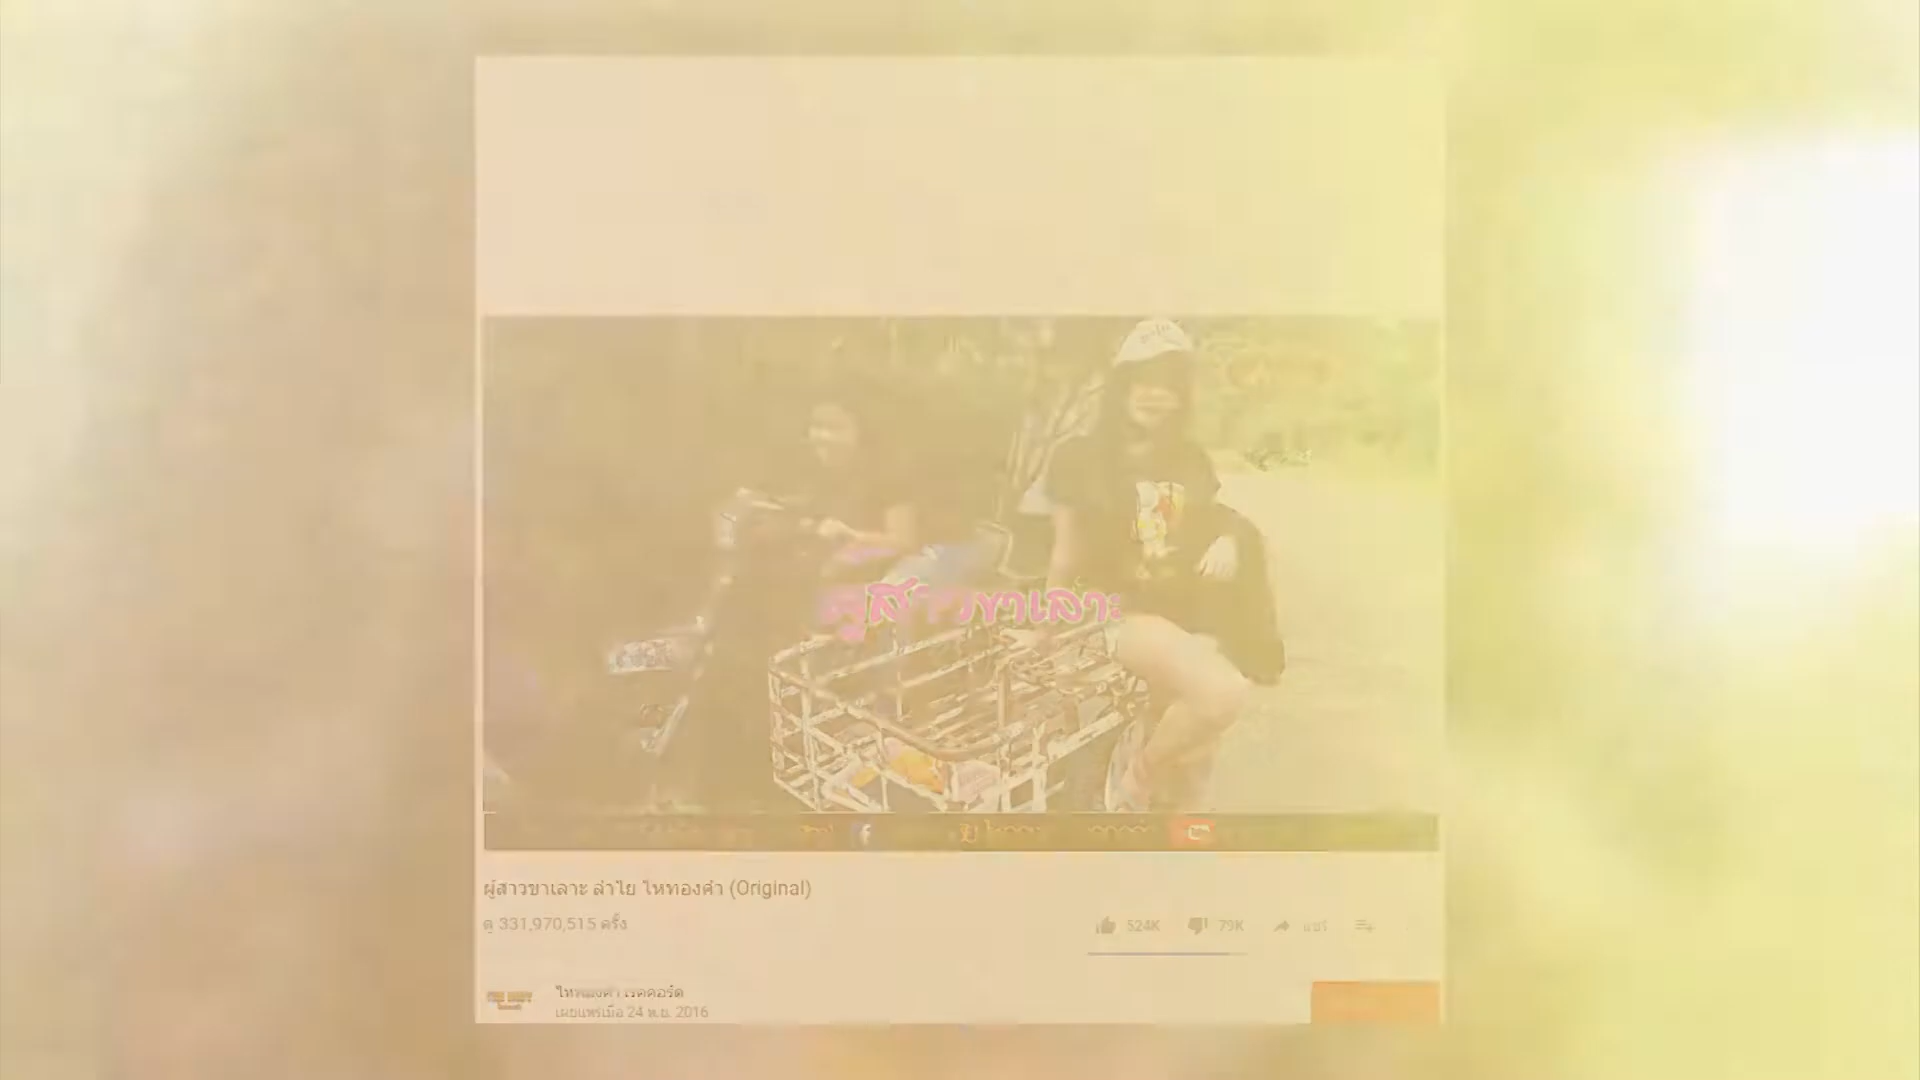 ผู้สาวขาเลาะ
ผู้สาวขาเลาะ ลำไย ไหทองคำ (Original)
ดู 331,970,515 ครั้ง
524K 79K แชร์
ไหทองคำ เรคคอร์ด
เผยแพร่เมื่อ 24 พ.ย. 2016